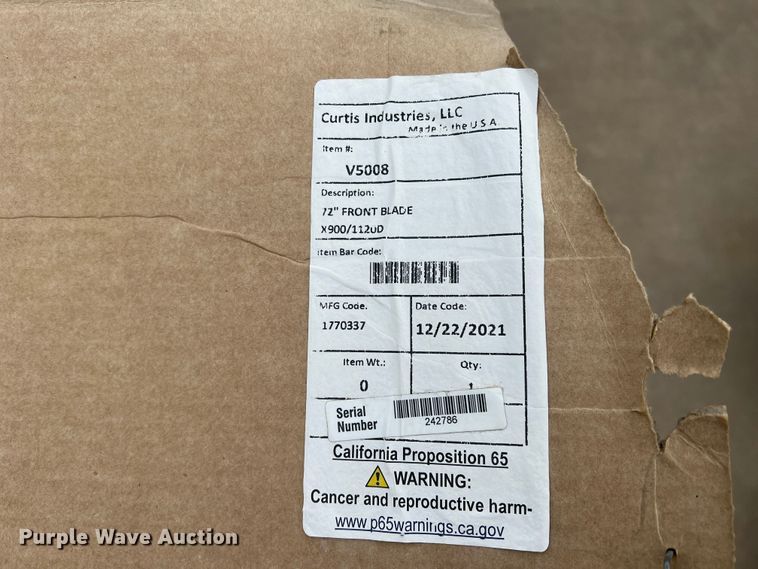 Curtis Industries, LLC
Made in the U.S.A.
Item #:
V5008
Description:
72" FRONT BLADE
X900/1120D
Item Bar Code:
MFG Code. Date Code:
1770337 12/22/2021
Item Wt.: Qty:
0 1
Serial
Number
242786
California Proposition 65
WARNING:
Cancer and reproductive harm-
www.p65warnings.ca.gov
Purple Wave Auction